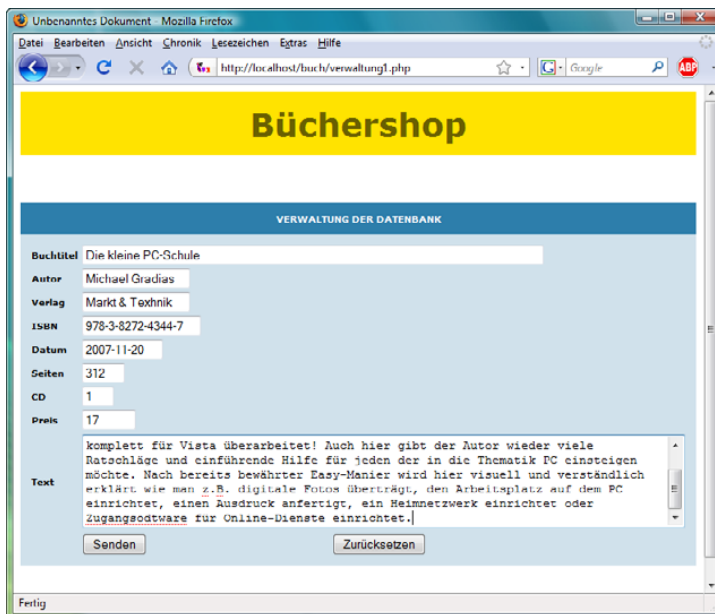 Unbenanntes Dokument - Mozilla Firefox
Datei Bearbeiten Ansicht Chronik Lesezeichen Extras Hilfe
http://localhost/buch/verwaltung1.php G Google ABP
Büchershop
VERWALTUNG DER DATENBANK
Buchtitel Die kleine PC-Schule
Autor Michael Gradias
Verlag Markt & Texhnik
ISBN 978-3-8272-4344-7
Datum 2007-11-20
Seiten 312
CD 1
Preis 17
Text
komplett für Vista überarbeitet! Auch hier gibt der Autor wieder viele
Ratschläge und einführende Hilfe für jeden der in die Thematik PC einsteigen
möchte. Nach bereits bewährter Easy-Manier wird hier visuell und verständlich
erklärt wie man z.B. digitale Fotos überträgt, den Arbeitsplatz auf dem PC
einrichtet, einen Ausdruck anfertigt, ein Heimnetzwerk einrichtet oder
Zugangsodtware für Online-Dienste einrichtet.
Senden Zurücksetzen
Fertig